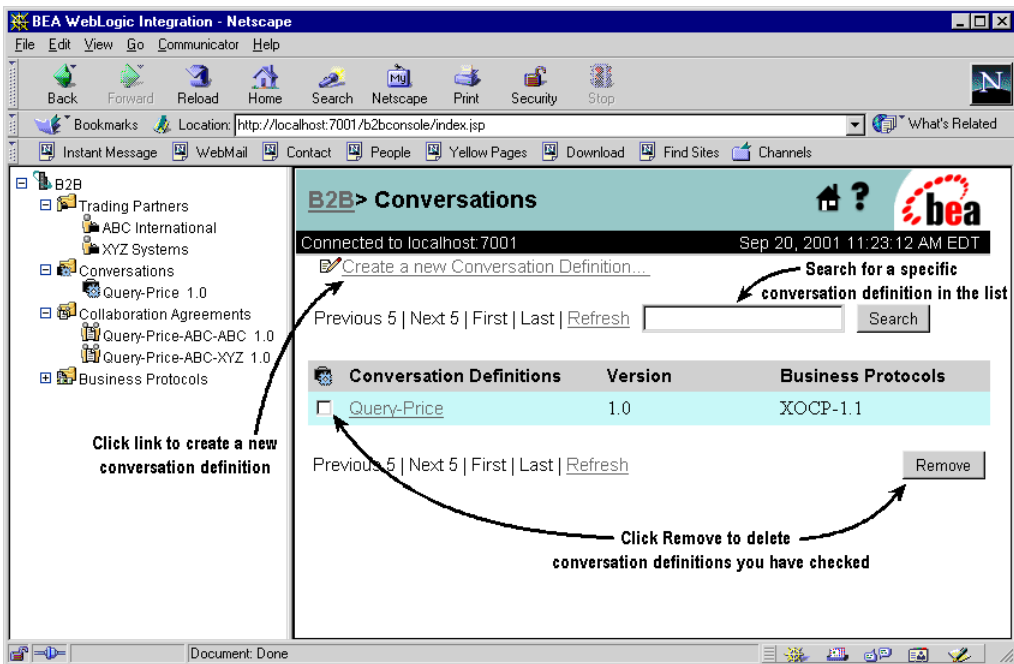 BEA WebLogic Integration - Netscape
File Edit View Go Communicator Help
Back Forward Reload Home Search Netscape Print Security Stop
My
N
Bookmarks Location: http://localhost:7001/b2bconsole/index.jsp What's Related
Instant Message WebMail Contact People Yellow Pages Download Find Sites Channels
B2B
Trading Partners
ABC International
XYZ Systems
Conversations
Query-Price 1.0
Collaboration Agreements
Query-Price-ABC-ABC 1.0
Query-Price-ABC-XYZ 1.0
Business Protocols
Click link to create a new
conversation definition
B2B> Conversations
?
bea
Connected to localhost:7001 Sep 20, 2001 11:23:12 AM EDT
Create a new Conversation Definition...
Search for a specific
conversation definition in the list
Previous 5 | Next 5 | First | Last | Refresh Search
Conversation Definitions Version Business Protocols
Query-Price 1.0 XOCP-1.1
Previous 5 | Next 5 | First | Last | Refresh Remove
Click Remove to delete
conversation definitions you have checked
Document: Done